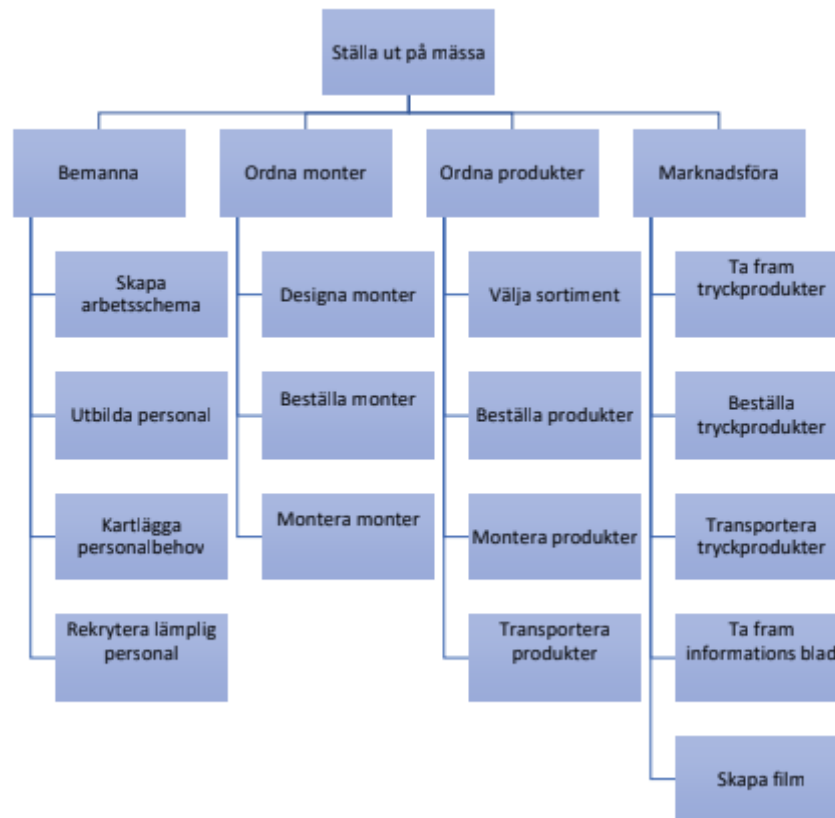 Ställa ut på mässa
Bemanna
Ordna monter
Ordna produkter
Marknadsföra
Skapa
arbetsschema
Utbilda personal
Kartlägga
personalbehov
Rekrytera lämplig
personal
Designa monter
Beställa monter
Montera monter
Välja sortiment
Beställa produkter
Montera produkter
Transportera
produkter
Ta fram
tryckprodukter
Beställa
tryckprodukter
Transportera
tryckprodukter
Ta fram
informations blad
Skapa film